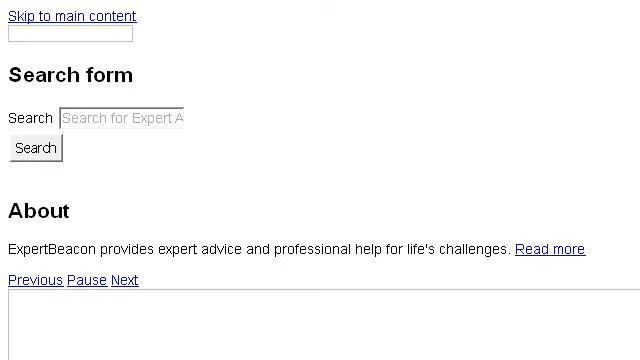 Skip to main content
Search form
Search Search for Expert A
Search
About
ExpertBeacon provides expert advice and professional help for life's challenges. Read more
Previous Pause Next